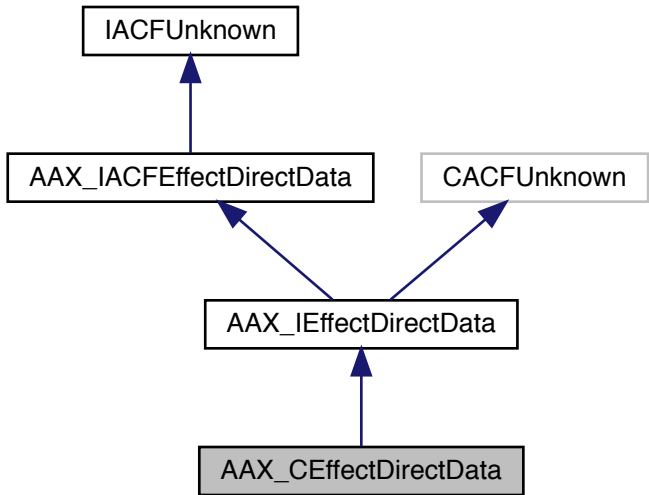 IACFUnknown
AAX_IACFEffectDirectData
CACFUnknown
AAX_IEffectDirectData
AAX_CEffectDirectData